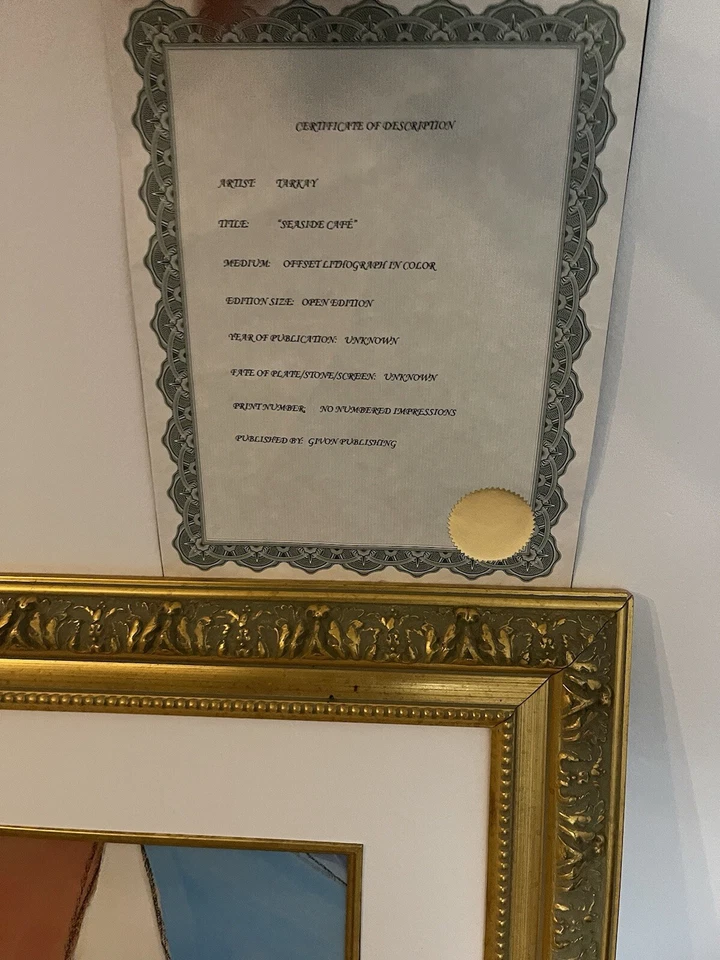 CERTIFICATE OF DESCRIPTION
ARTIST: TARKAY
TITLE: "SEASIDE CAFÉ"
MEDIUM: OFFSET LITHOGRAPH IN COLOR
EDITION SIZE: OPEN EDITION
YEAR OF PUBLICATION: UNKNOWN
FATE OF PLATE/STONE/SCREEN: UNKNOWN
PRINT NUMBER: NO NUMBERED IMPRESSIONS
PUBLISHED BY: GIVON PUBLISHING